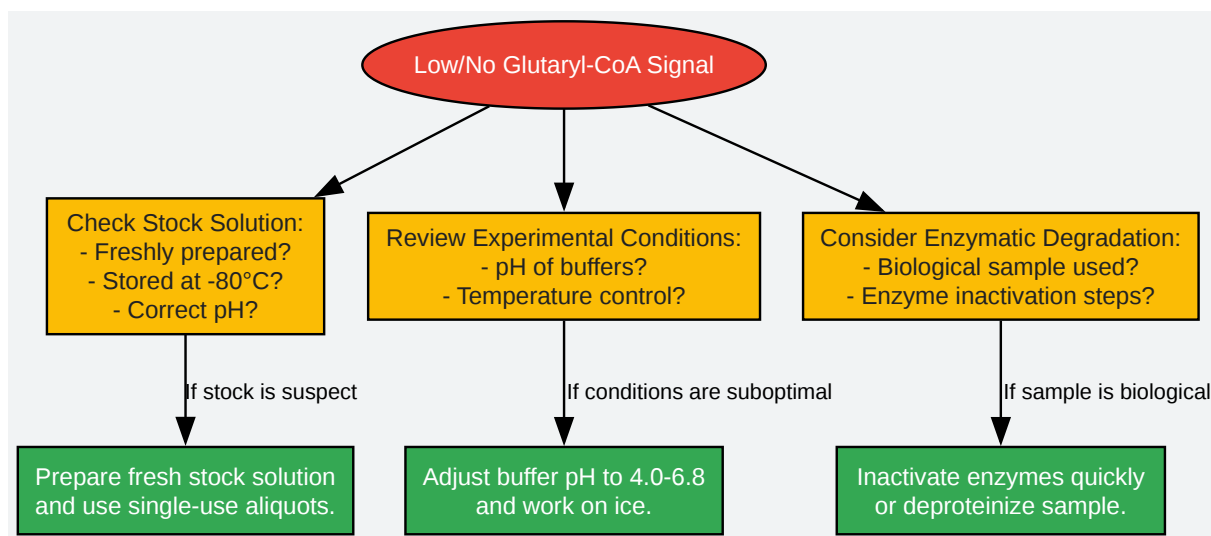 Low/No Glutaryl-CoA Signal
Check Stock Solution:
- Freshly prepared?
- Stored at -80°C?
- Correct pH?
Review Experimental Conditions:
- pH of buffers?
- Temperature control?
Consider Enzymatic Degradation:
- Biological sample used?
- Enzyme inactivation steps?
If stock is suspect
If conditions are suboptimal
If sample is biological
Prepare fresh stock solution
and use single-use aliquots.
Adjust buffer pH to 4.0-6.8
and work on ice.
Inactivate enzymes quickly
or deproteinize sample.